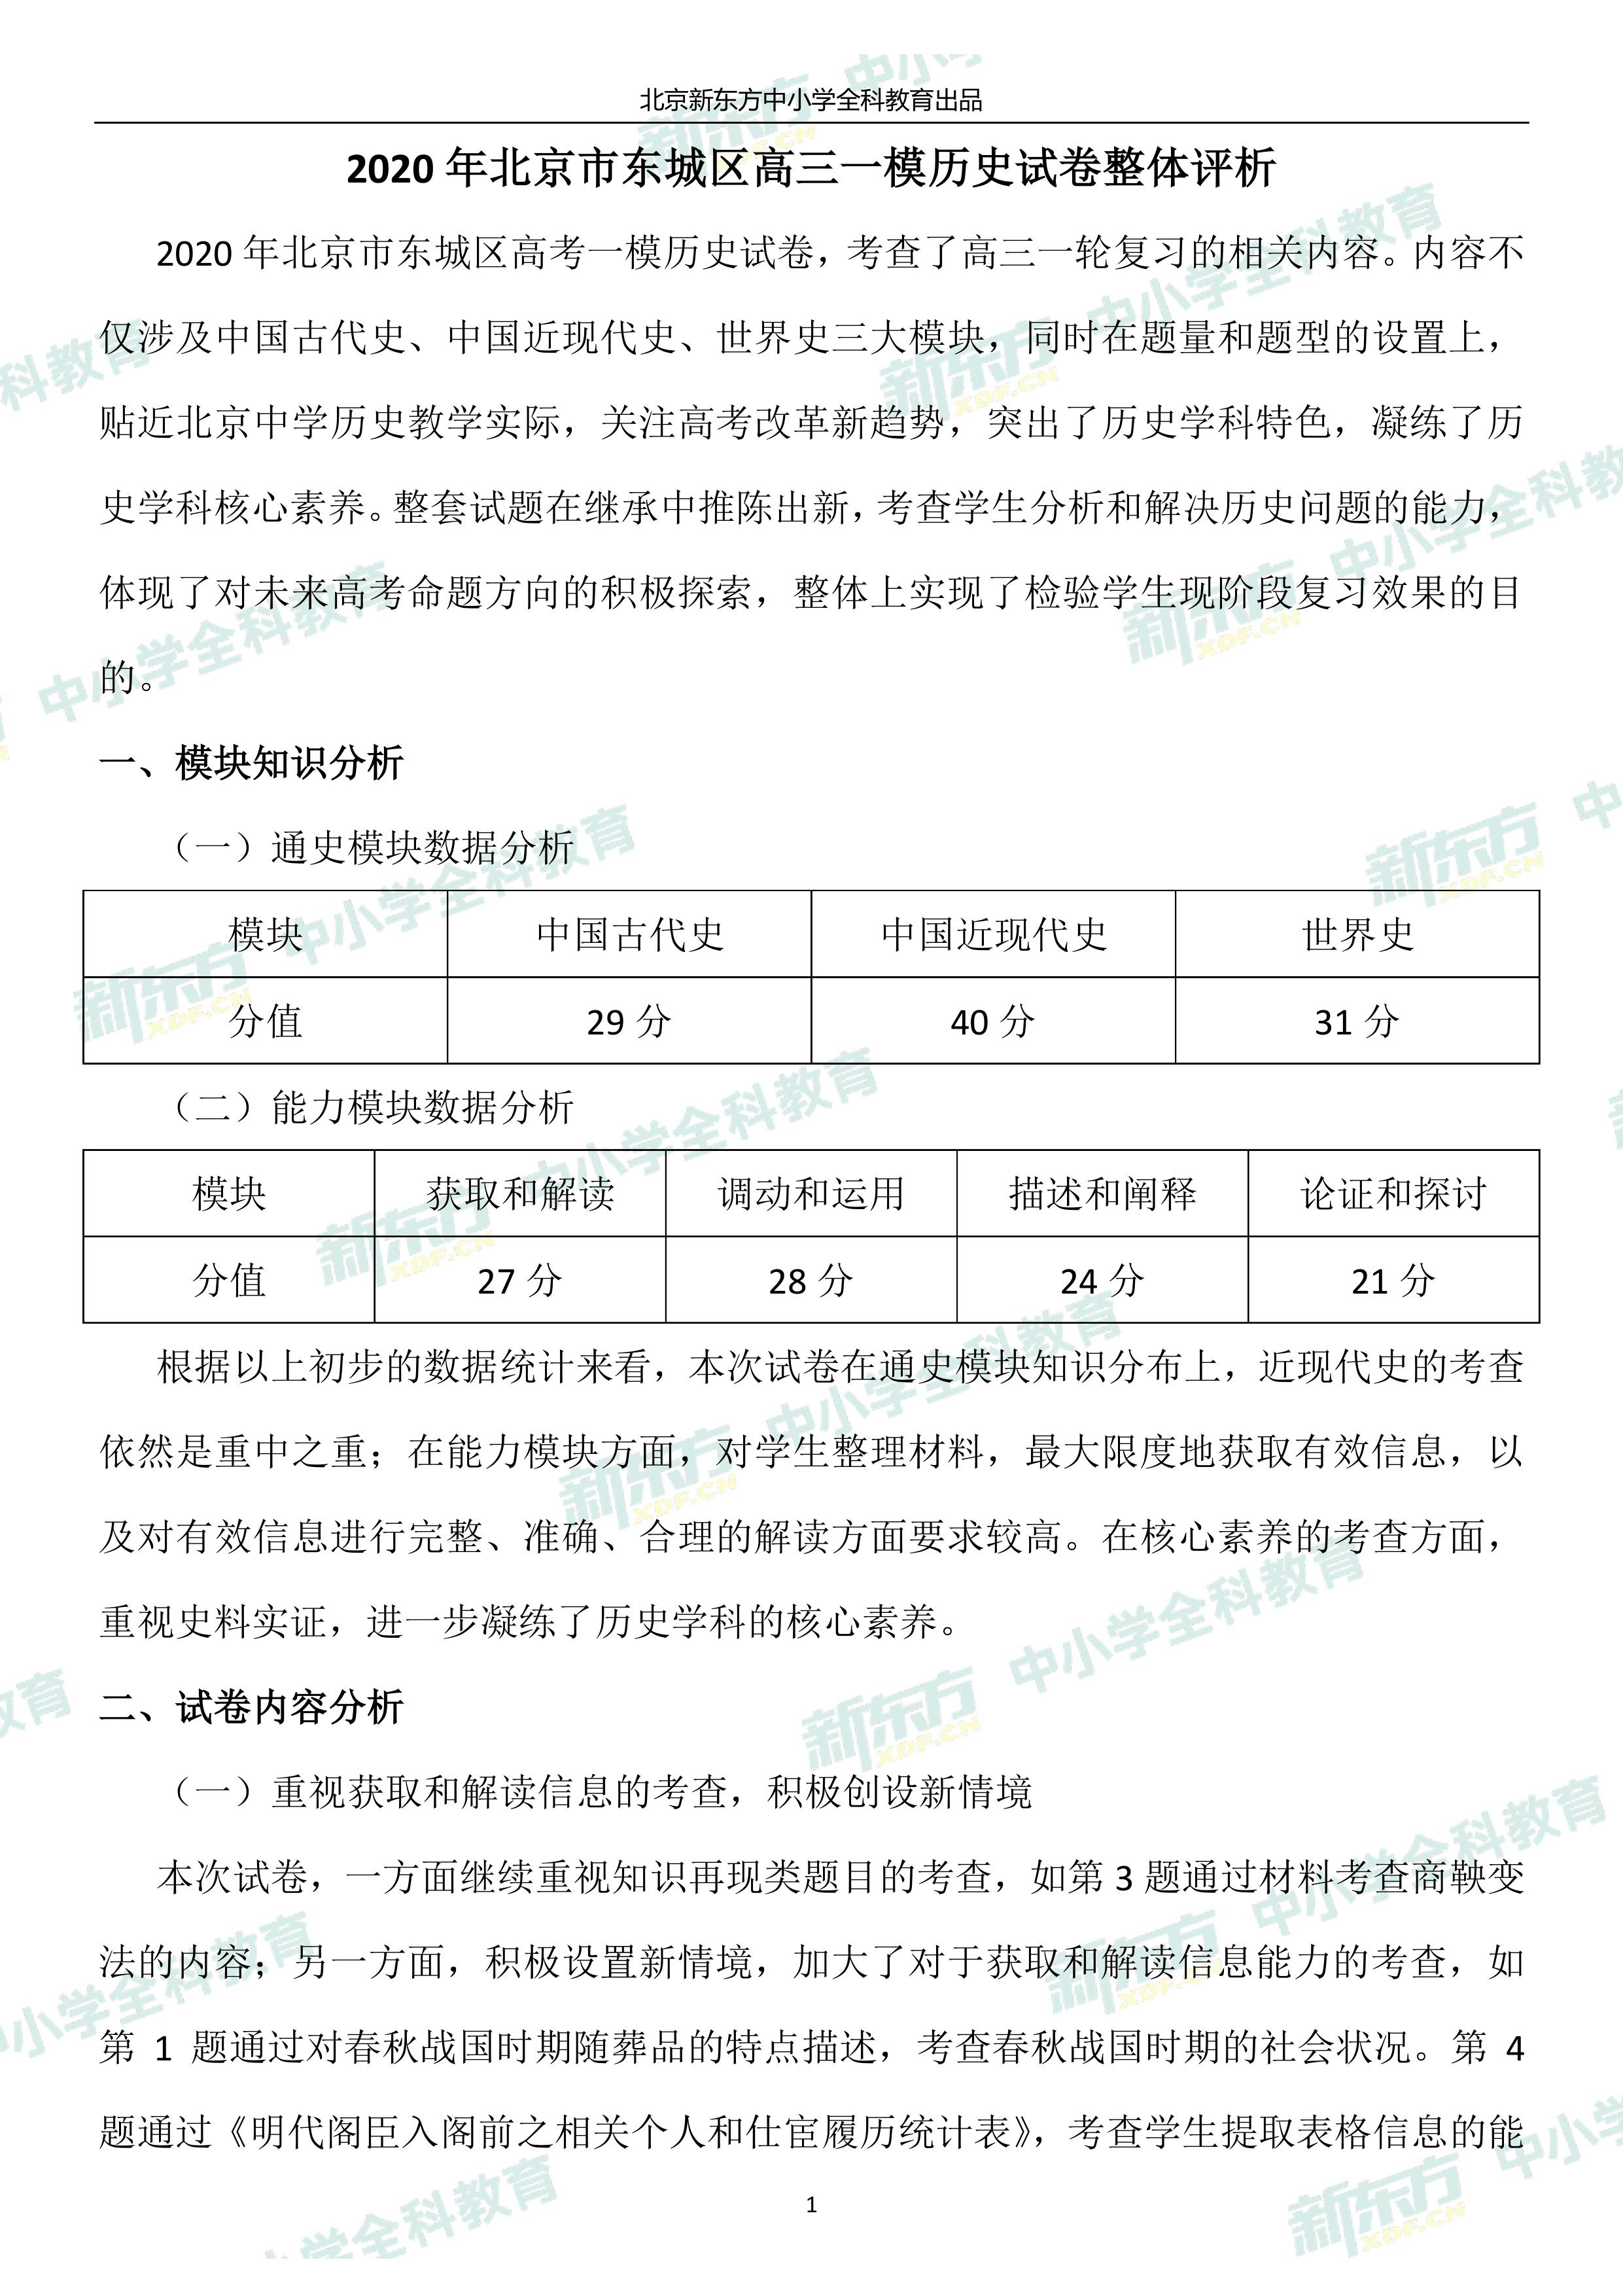 北京新东方中小学全科教育出品
2020 年北京市东城区高三一模历史试卷整体评析
2020 年北京市东城区高考一模历史试卷，考查了高三一轮复习的相关内容。内容不
仅涉及中国古代史、中国近现代史、世界史三大模块，同时在题量和题型的设置上，
贴近北京中学历史教学实际，关注高考改革新趋势，突出了历史学科特色，凝练了历
史学科核心素养。整套试题在继承中推陈出新，考查学生分析和解决历史问题的能力，
体现了对未来高考命题方向的积极探索，整体上实现了检验学生现阶段复习效果的目
的。
一、模块知识分析
（一）通史模块数据分析
模块 中国古代史 中国近现代史 世界史
分值 29 分 40 分 31 分
（二）能力模块数据分析
模块 获取和解读 调动和运用 描述和阐释 论证和探讨
分值 27 分 28 分 24 分 21 分
根据以上初步的数据统计来看，本次试卷在通史模块知识分布上，近现代史的考查
依然是重中之重；在能力模块方面，对学生整理材料，最大限度地获取有效信息，以
及对有效信息进行完整、准确、合理的解读方面要求较高。在核心素养的考查方面，
重视史料实证，进一步凝练了历史学科的核心素养。
二、试卷内容分析
（一）重视获取和解读信息的考查，积极创设新情境
本次试卷，一方面继续重视知识再现类题目的考查，如第 3 题通过材料考查商鞅变
法的内容；另一方面，积极设置新情境，加大了对于获取和解读信息能力的考查，如
第 1 题通过对春秋战国时期随葬品的特点描述，考查春秋战国时期的社会状况。第 4
题通过《明代阁臣入阁前之相关个人和仕宦履历统计表》，考查学生提取表格信息的能
1
新东方 XDF.CN 中小学全科教育